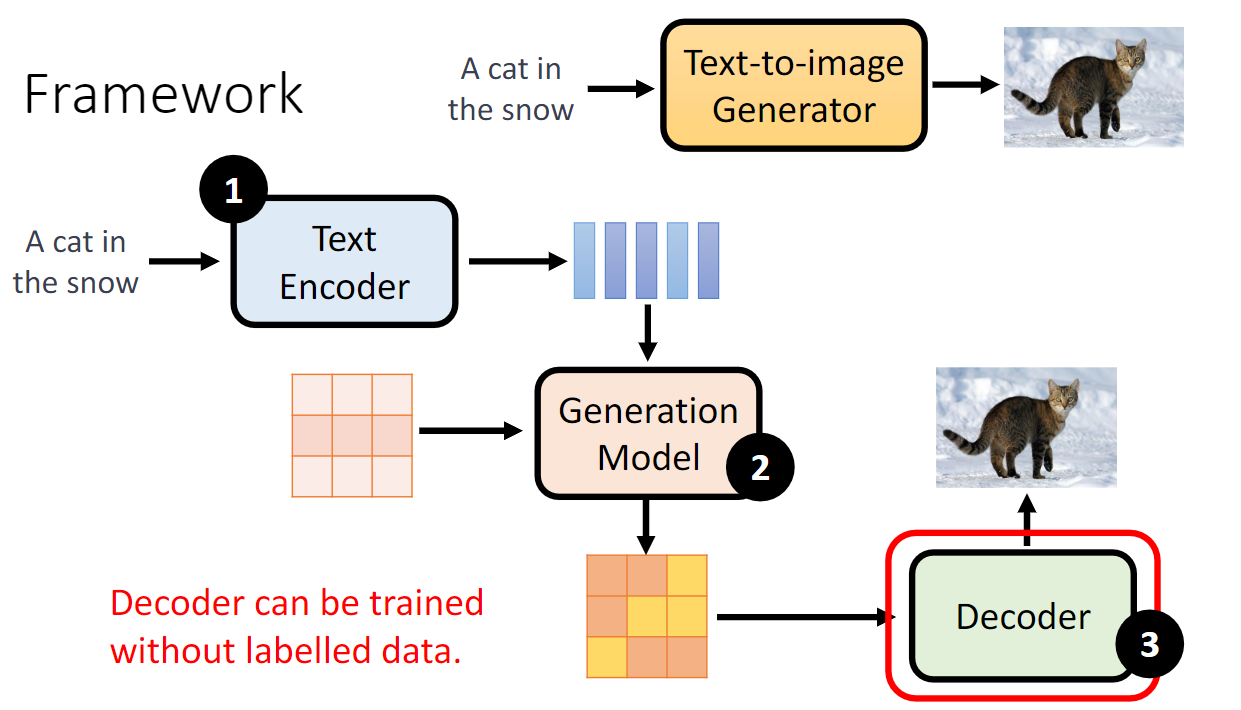 Framework
A cat in
the snow
Text-to-image
Generator
1
A cat in
the snow
Text
Encoder
Generation
Model
2
Decoder can be trained
without labelled data.
Decoder
3